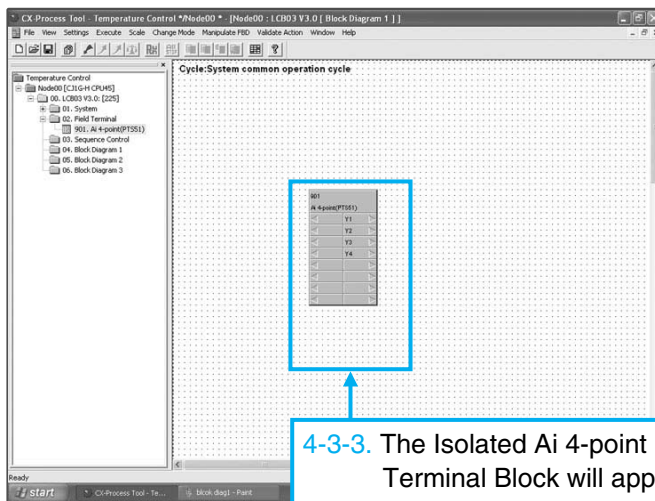 CX-Process Tool - Temperature Control */Node00 * - [Node00 : LCB03 V3.0 [ Block Diagram 1 ] ]
File View Settings Execute Scale Change Mode Manipulate FBD Validate Action Window Help
Temperature Control
Node00 [CJ1G-H CPU45]
00. LCB03 V3.0: [225]
01. System
02. Field Terminal
901. Ai 4-point(PTS51)
03. Sequence Control
04. Block Diagram 1
05. Block Diagram 2
06. Block Diagram 3
Cycle:System common operation cycle
901
Ai 4-point(PTS51)
Y1
Y2
Y3
Y4
4-3-3. The Isolated Ai 4-point
Terminal Block will app
Ready
start
CX-Process Tool - Te...
blcok diag1 - Paint